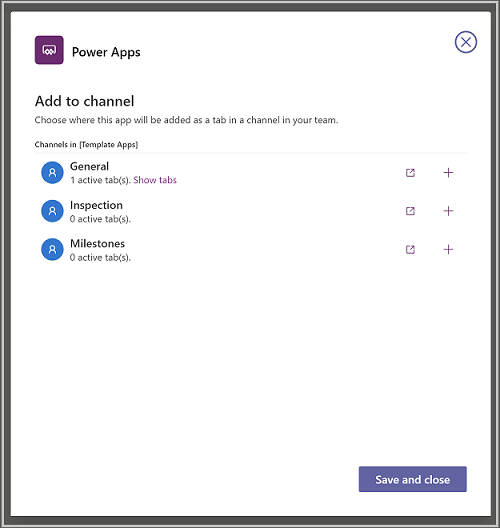 Power Apps
Add to channel
Choose where this app will be added as a tab in a channel in your team.
Channels in [Template Apps]
General
1 active tab(s). Show tabs
Inspection
0 active tab(s).
Milestones
0 active tab(s).
Save and close